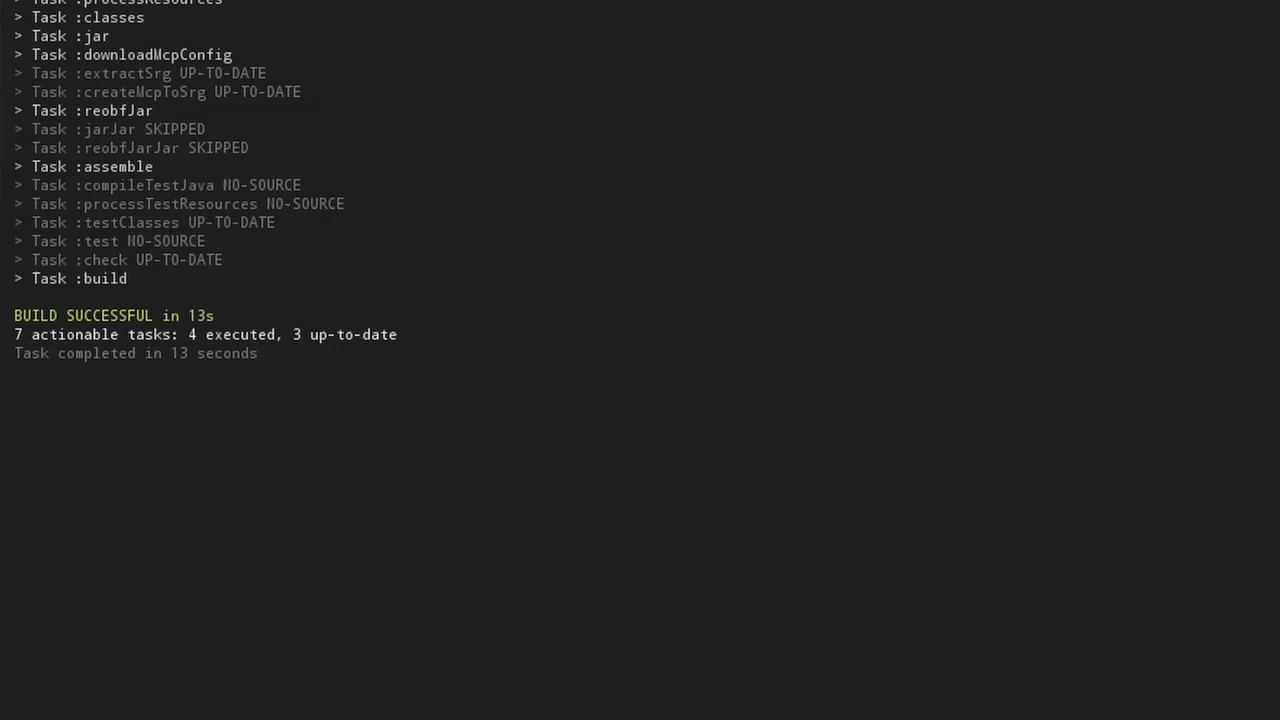 > Task :processResources
> Task :classes
> Task :jar
> Task :downloadMcpConfig
> Task :extractSrg UP-TO-DATE
> Task :createMcpToSrg UP-TO-DATE
> Task :reobfJar
> Task :jarJar SKIPPED
> Task :reobfJarJar SKIPPED
> Task :assemble
> Task :compileTestJava NO-SOURCE
> Task :processTestResources NO-SOURCE
> Task :testClasses UP-TO-DATE
> Task :test NO-SOURCE
> Task :check UP-TO-DATE
> Task :build
BUILD SUCCESSFUL in 13s
7 actionable tasks: 4 executed, 3 up-to-date
Task completed in 13 seconds